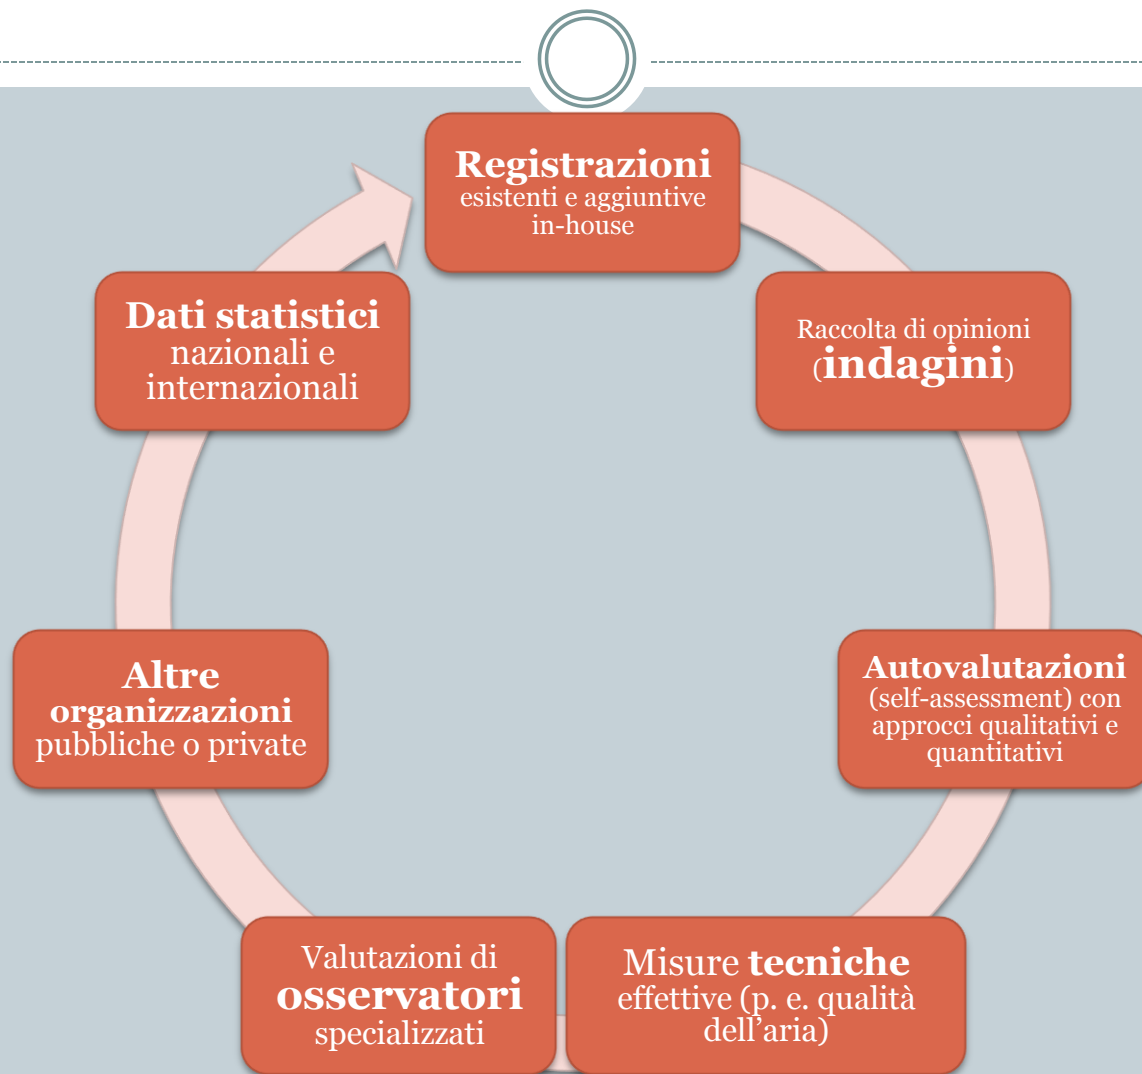 Registrazioni
esistenti e aggiuntive
in-house
Raccolta di opinioni
(indagini)
Autovalutazioni
(self-assessment) con
approcci qualitativi e
quantitativi
Misure tecniche
effettive (p. e. qualità
dell’aria)
Valutazioni di
osservatori
specializzati
Altre
organizzazioni
pubbliche o private
Dati statistici
nazionali e
internazionali